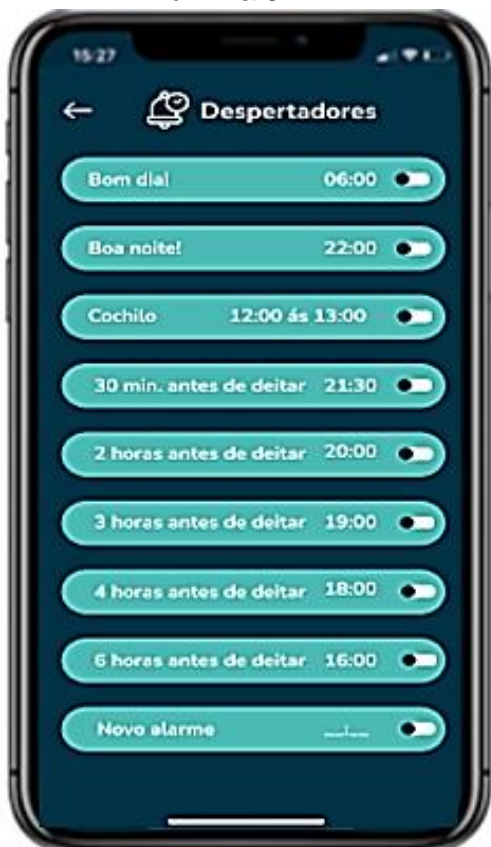 15:27
Despertadores
Bom dia! 06:00
Boa noite! 22:00
Cochilo 12:00 ás 13:00
30 min. antes de deitar 21:30
2 horas antes de deitar 20:00
3 horas antes de deitar 19:00
4 horas antes de deitar 18:00
6 horas antes de deitar 16:00
Novo alarme __:__